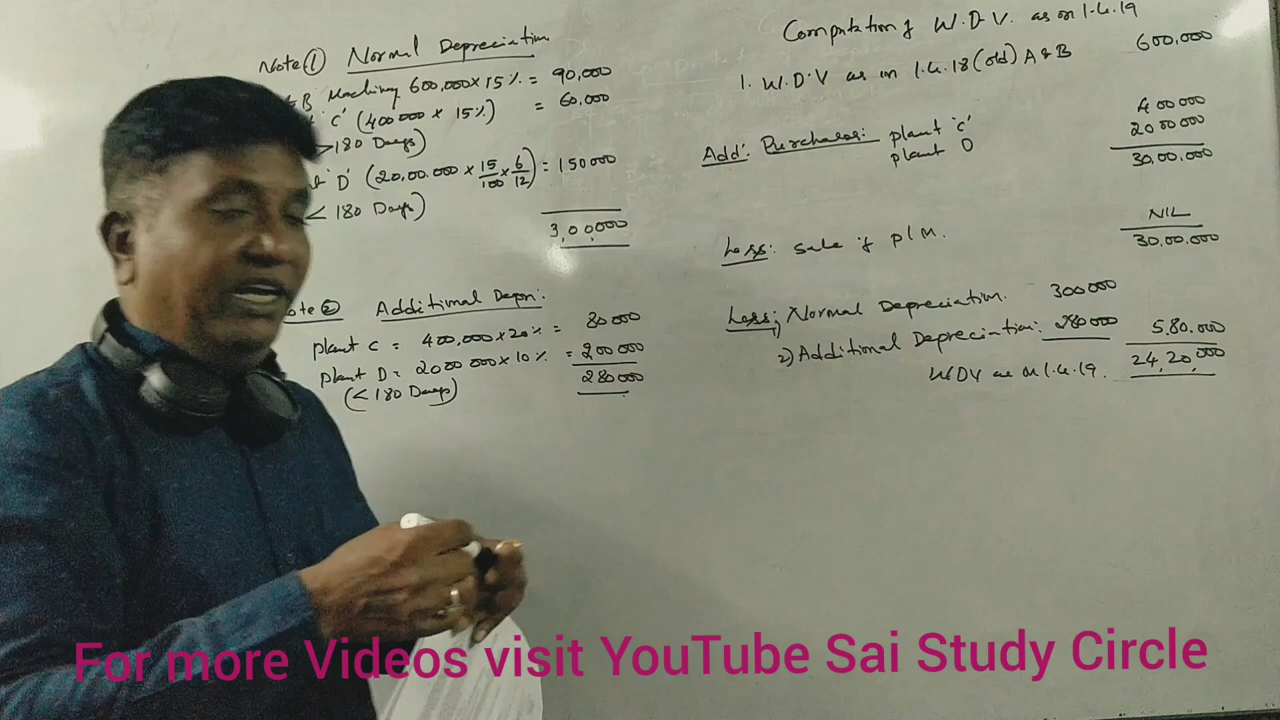 Note ① Normal Depreciation
&B Machinery 600,000 x 15% = 90,000
'C' (400000 x 15%) = 60,000
>180 Days)
'D' (20,00,000 x 15/100 x 6/12) = 150000
< 180 Days)
3,00,000
ote ② Additional Depn:
plant C = 400,000 x 20% = 80000
plant D = 2000000 x 10% = 200000
(< 180 Days)
280000
Computation of W.D.V. as on 1.4.19
1. W.D.V as on 1.4.18 (old) A & B 600,000
Add: Purchases: plant 'C' 400000
plant D 2000000
30,00,000
Less: Sale of P/M. NIL
30,00,000
Less: 1) Normal Depreciation. 300000
2) Additional Depreciation: 280000 5,80,000
WDV as on 1.4.19. 24,20,000
For more Videos visit YouTube Sai Study Circle